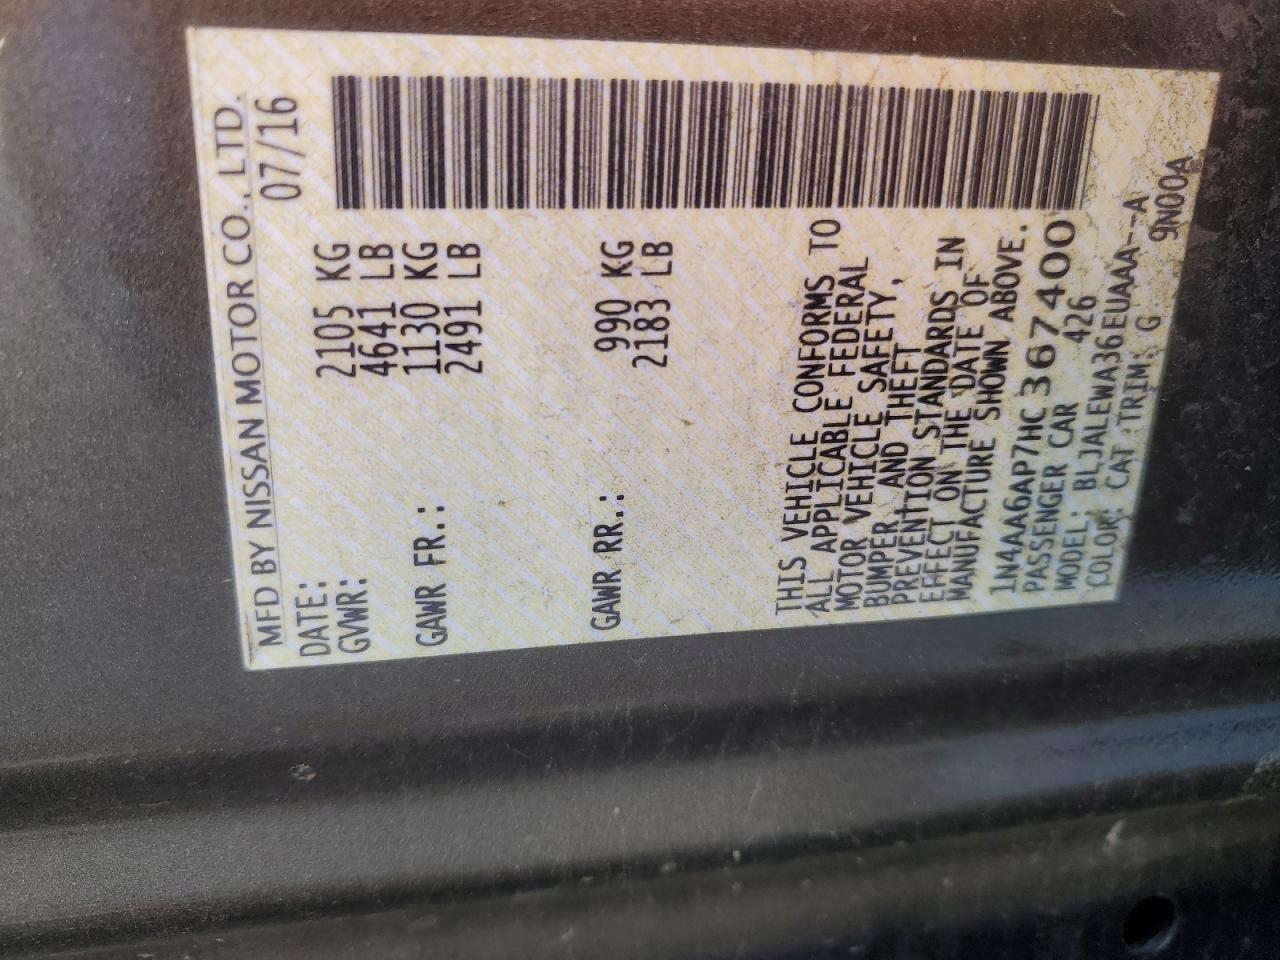 MFD BY NISSAN MOTOR CO., LTD.
DATE: 07/16
GVWR: 2105 KG
4641 LB
GAWR FR.: 1130 KG
2491 LB
GAWR RR.: 990 KG
2183 LB
THIS VEHICLE CONFORMS TO
ALL APPLICABLE FEDERAL
MOTOR VEHICLE SAFETY,
BUMPER AND THEFT
PREVENTION STANDARDS IN
EFFECT ON THE DATE OF
MANUFACTURE SHOWN ABOVE.
1N4AA6AP7HC367400
PASSENGER CAR 426
MODEL: BLJALEWA36EUAAA--A
COLOR: CAT TRIM: G 9N00A